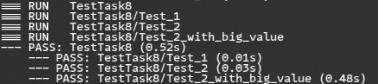 === RUN   TestTask8
=== RUN   TestTask8/Test_1
=== RUN   TestTask8/Test_2
=== RUN   TestTask8/Test_2_with_big_value
--- PASS: TestTask8 (0.52s)
    --- PASS: TestTask8/Test_1 (0.01s)
    --- PASS: TestTask8/Test_2 (0.03s)
    --- PASS: TestTask8/Test_2_with_big_value (0.48s)